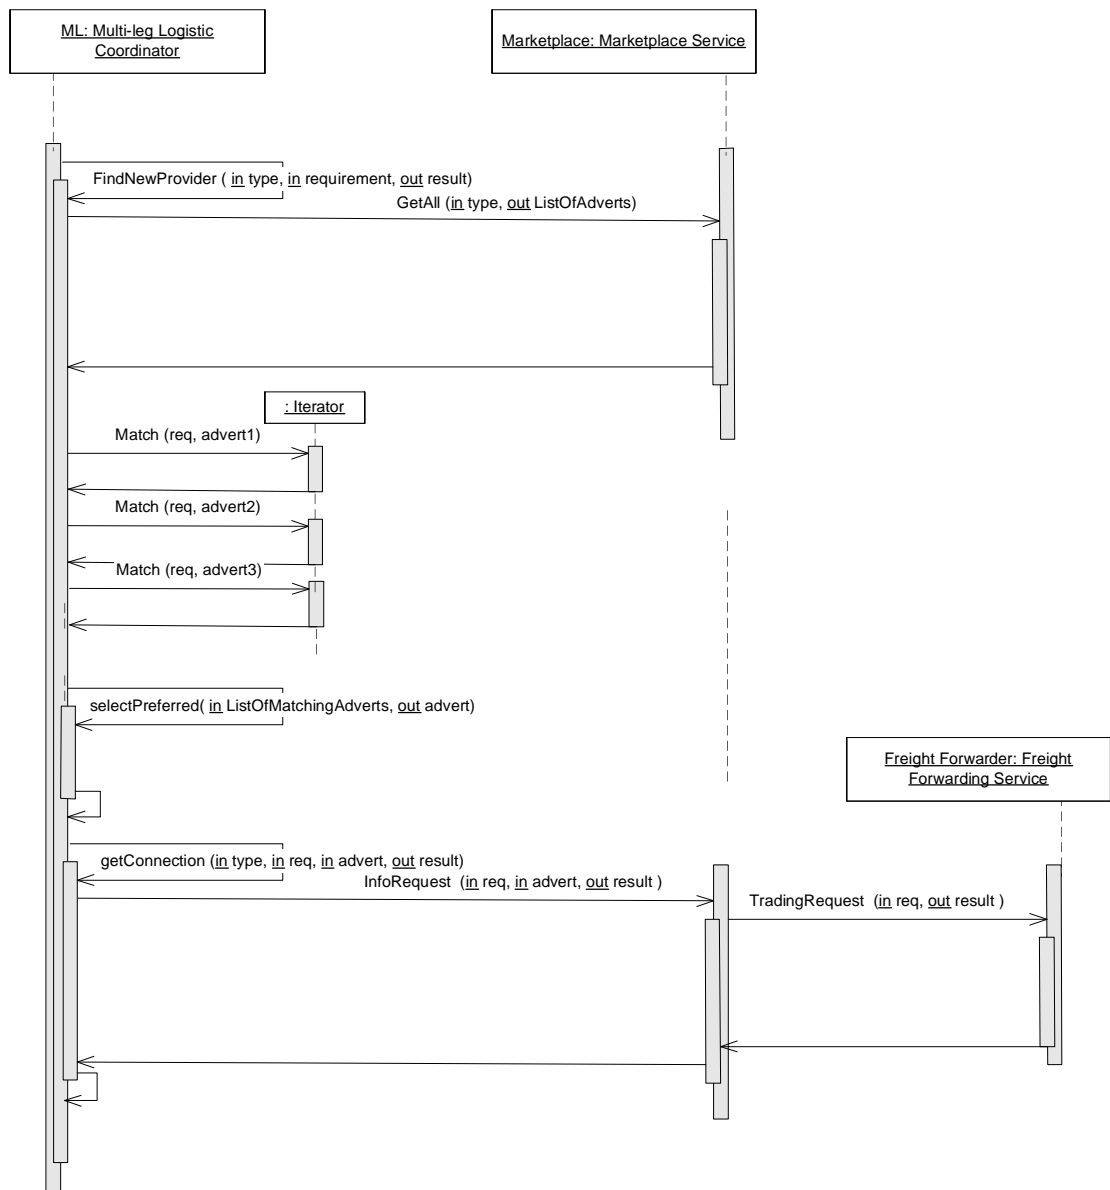 ML: Multi-leg Logistic
Coordinator
Marketplace: Marketplace Service
FindNewProvider ( in type, in requirement, out result)
GetAll (in type, out ListOfAdverts)
: Iterator
Match (req, advert1)
Match (req, advert2)
Match (req, advert3)
selectPreferred( in ListOfMatchingAdverts, out advert)
Freight Forwarder: Freight
Forwarding Service
getConnection (in type, in req, in advert, out result)
InfoRequest (in req, in advert, out result )
TradingRequest (in req, out result )